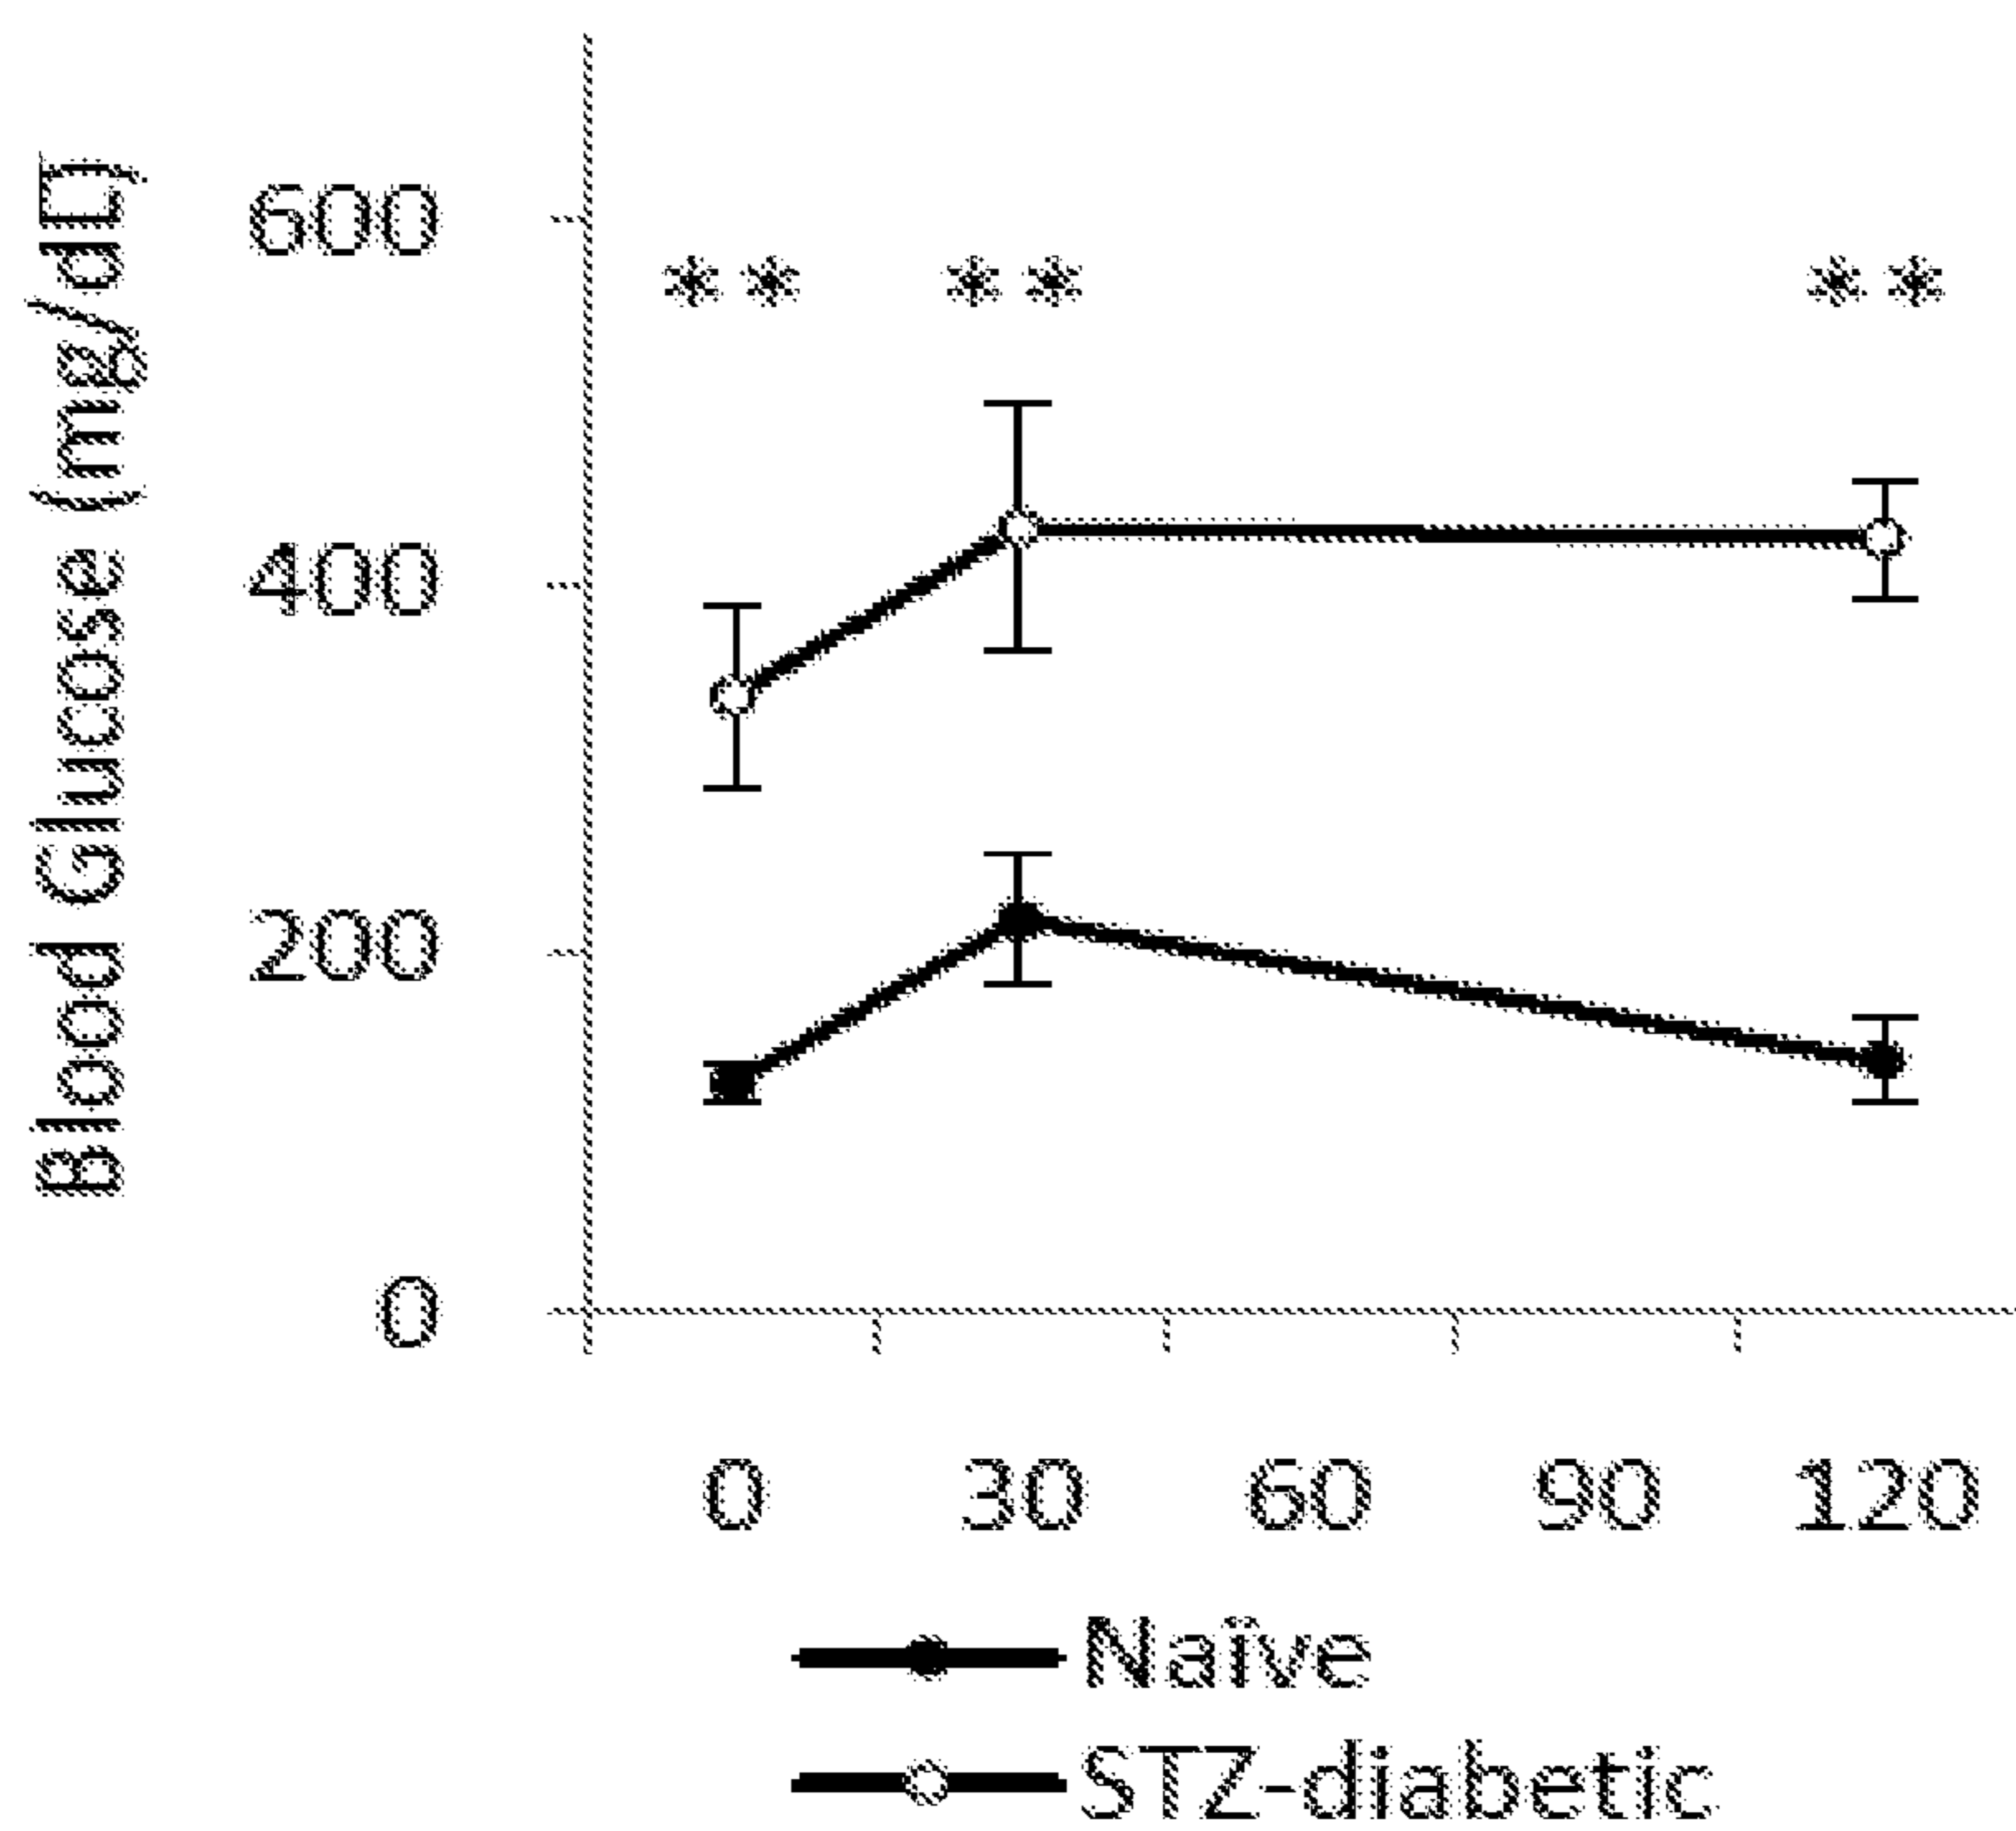 Blood Glucose (mg/dL)
600
** ** **
400
200
0
0 30 60 90 120
Naïve
STZ-diabetic